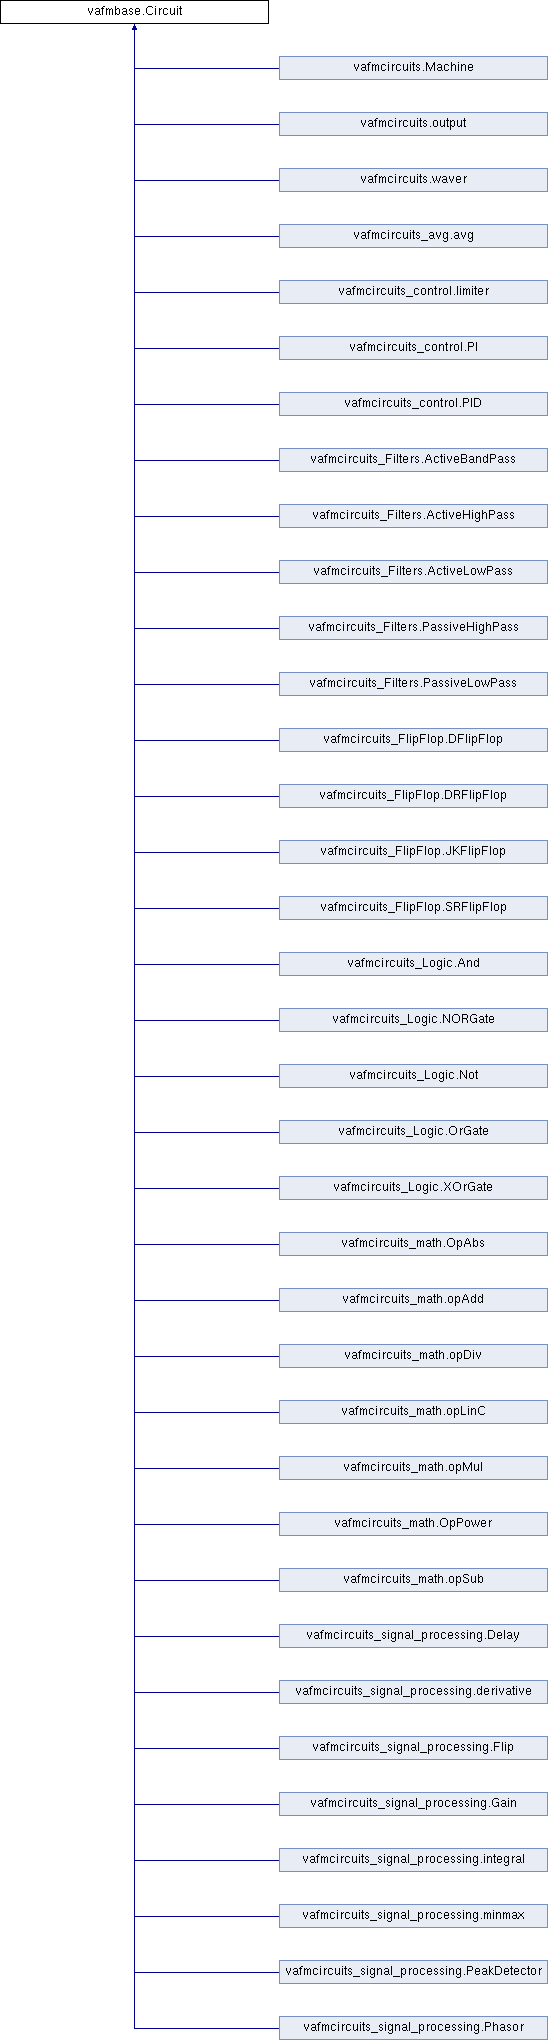 vafmbase.Circuit
vafmcircuits.Machine
vafmcircuits.output
vafmcircuits.waver
vafmcircuits_avg.avg
vafmcircuits_control.limiter
vafmcircuits_control.PI
vafmcircuits_control.PID
vafmcircuits_Filters.ActiveBandPass
vafmcircuits_Filters.ActiveHighPass
vafmcircuits_Filters.ActiveLowPass
vafmcircuits_Filters.PassiveHighPass
vafmcircuits_Filters.PassiveLowPass
vafmcircuits_FlipFlop.DFlipFlop
vafmcircuits_FlipFlop.DRFlipFlop
vafmcircuits_FlipFlop.JKFlipFlop
vafmcircuits_FlipFlop.SRFlipFlop
vafmcircuits_Logic.And
vafmcircuits_Logic.NORGate
vafmcircuits_Logic.Not
vafmcircuits_Logic.OrGate
vafmcircuits_Logic.XOrGate
vafmcircuits_math.OpAbs
vafmcircuits_math.opAdd
vafmcircuits_math.opDiv
vafmcircuits_math.opLinC
vafmcircuits_math.opMul
vafmcircuits_math.OpPower
vafmcircuits_math.opSub
vafmcircuits_signal_processing.Delay
vafmcircuits_signal_processing.derivative
vafmcircuits_signal_processing.Flip
vafmcircuits_signal_processing.Gain
vafmcircuits_signal_processing.integral
vafmcircuits_signal_processing.minmax
vafmcircuits_signal_processing.PeakDetector
vafmcircuits_signal_processing.Phasor